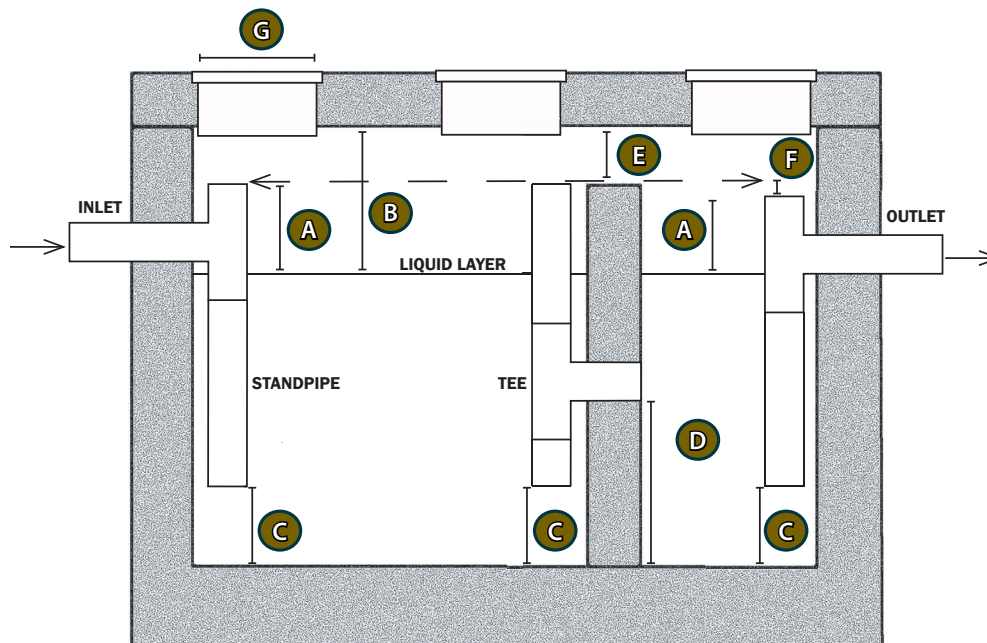 G
E
F
INLET
A
B
A
OUTLET
LIQUID LAYER
STANDPIPE
TEE
D
C
C
C